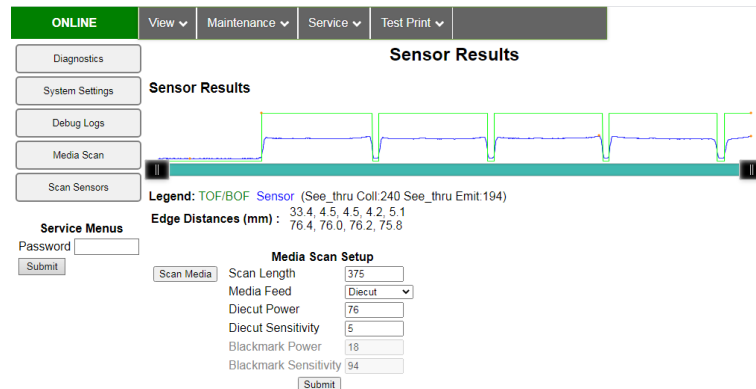 ONLINE View Maintenance Service Test Print
Diagnostics
System Settings
Debug Logs
Media Scan
Scan Sensors
Service Menus
Password
Submit
Sensor Results
Sensor Results
Legend: TOF/BOF Sensor (See_thru Coll:240 See_thru Emit:194)
Edge Distances (mm) : 33.4, 4.5, 4.5, 4.2, 5.1
76.4, 76.0, 76.2, 75.8
Media Scan Setup
Scan Media Scan Length 375
Media Feed Diecut
Diecut Power 76
Diecut Sensitivity 5
Blackmark Power 18
Blackmark Sensitivity 94
Submit